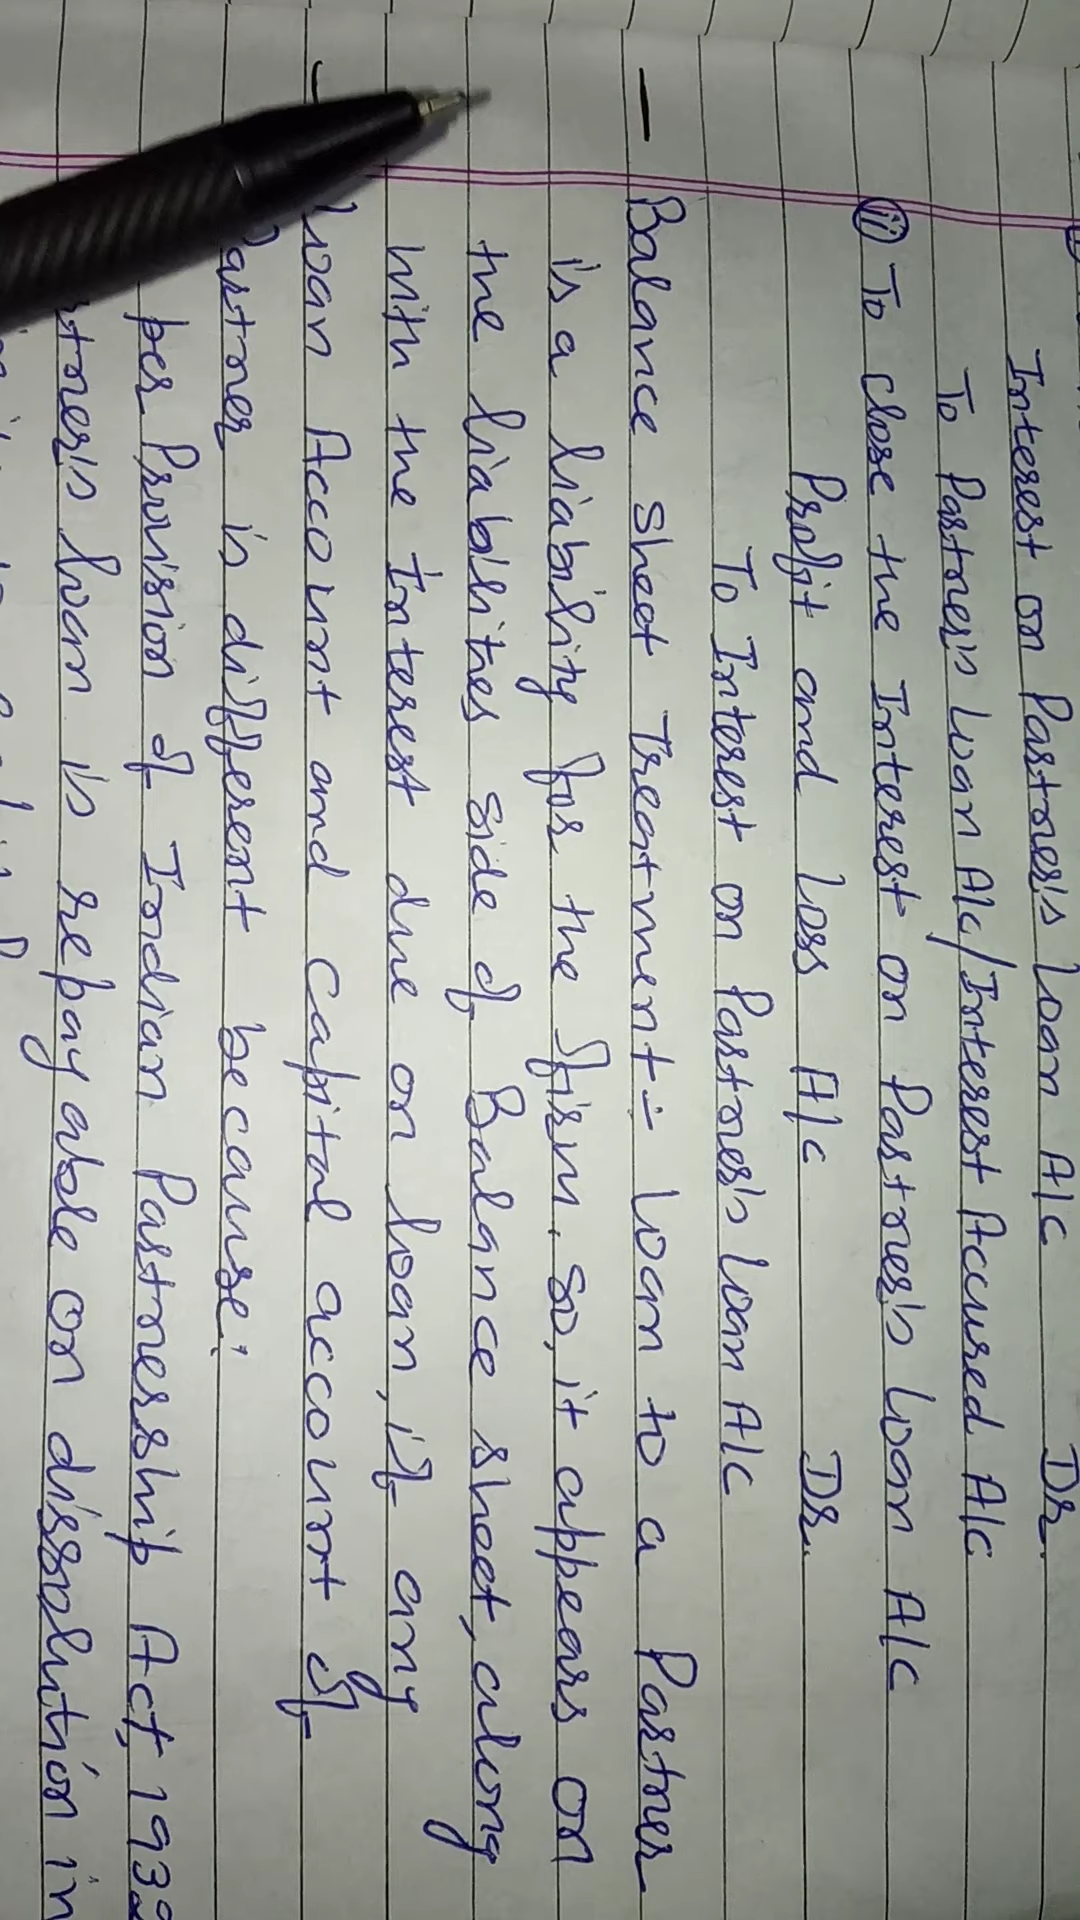 Interest on Partner's Loan A/c Dr.
To Partner's Loan A/c/Interest Accured A/c
(ii) To Close the Interest on Partner's Loan A/c
Profit and Loss A/c Dr.
To Interest on Partner's Loan A/c
— Balance Sheet Treatment:- Loan to a Partner
is a liability for the firm. So, it appears on
the liabilities side of Balance sheet, along
with the Interest due on loan, if any
Loan Account and Capital account of
Partner is different because:
per Provision of Indian Partnership Act, 1932
loan is repayable on dissolution in